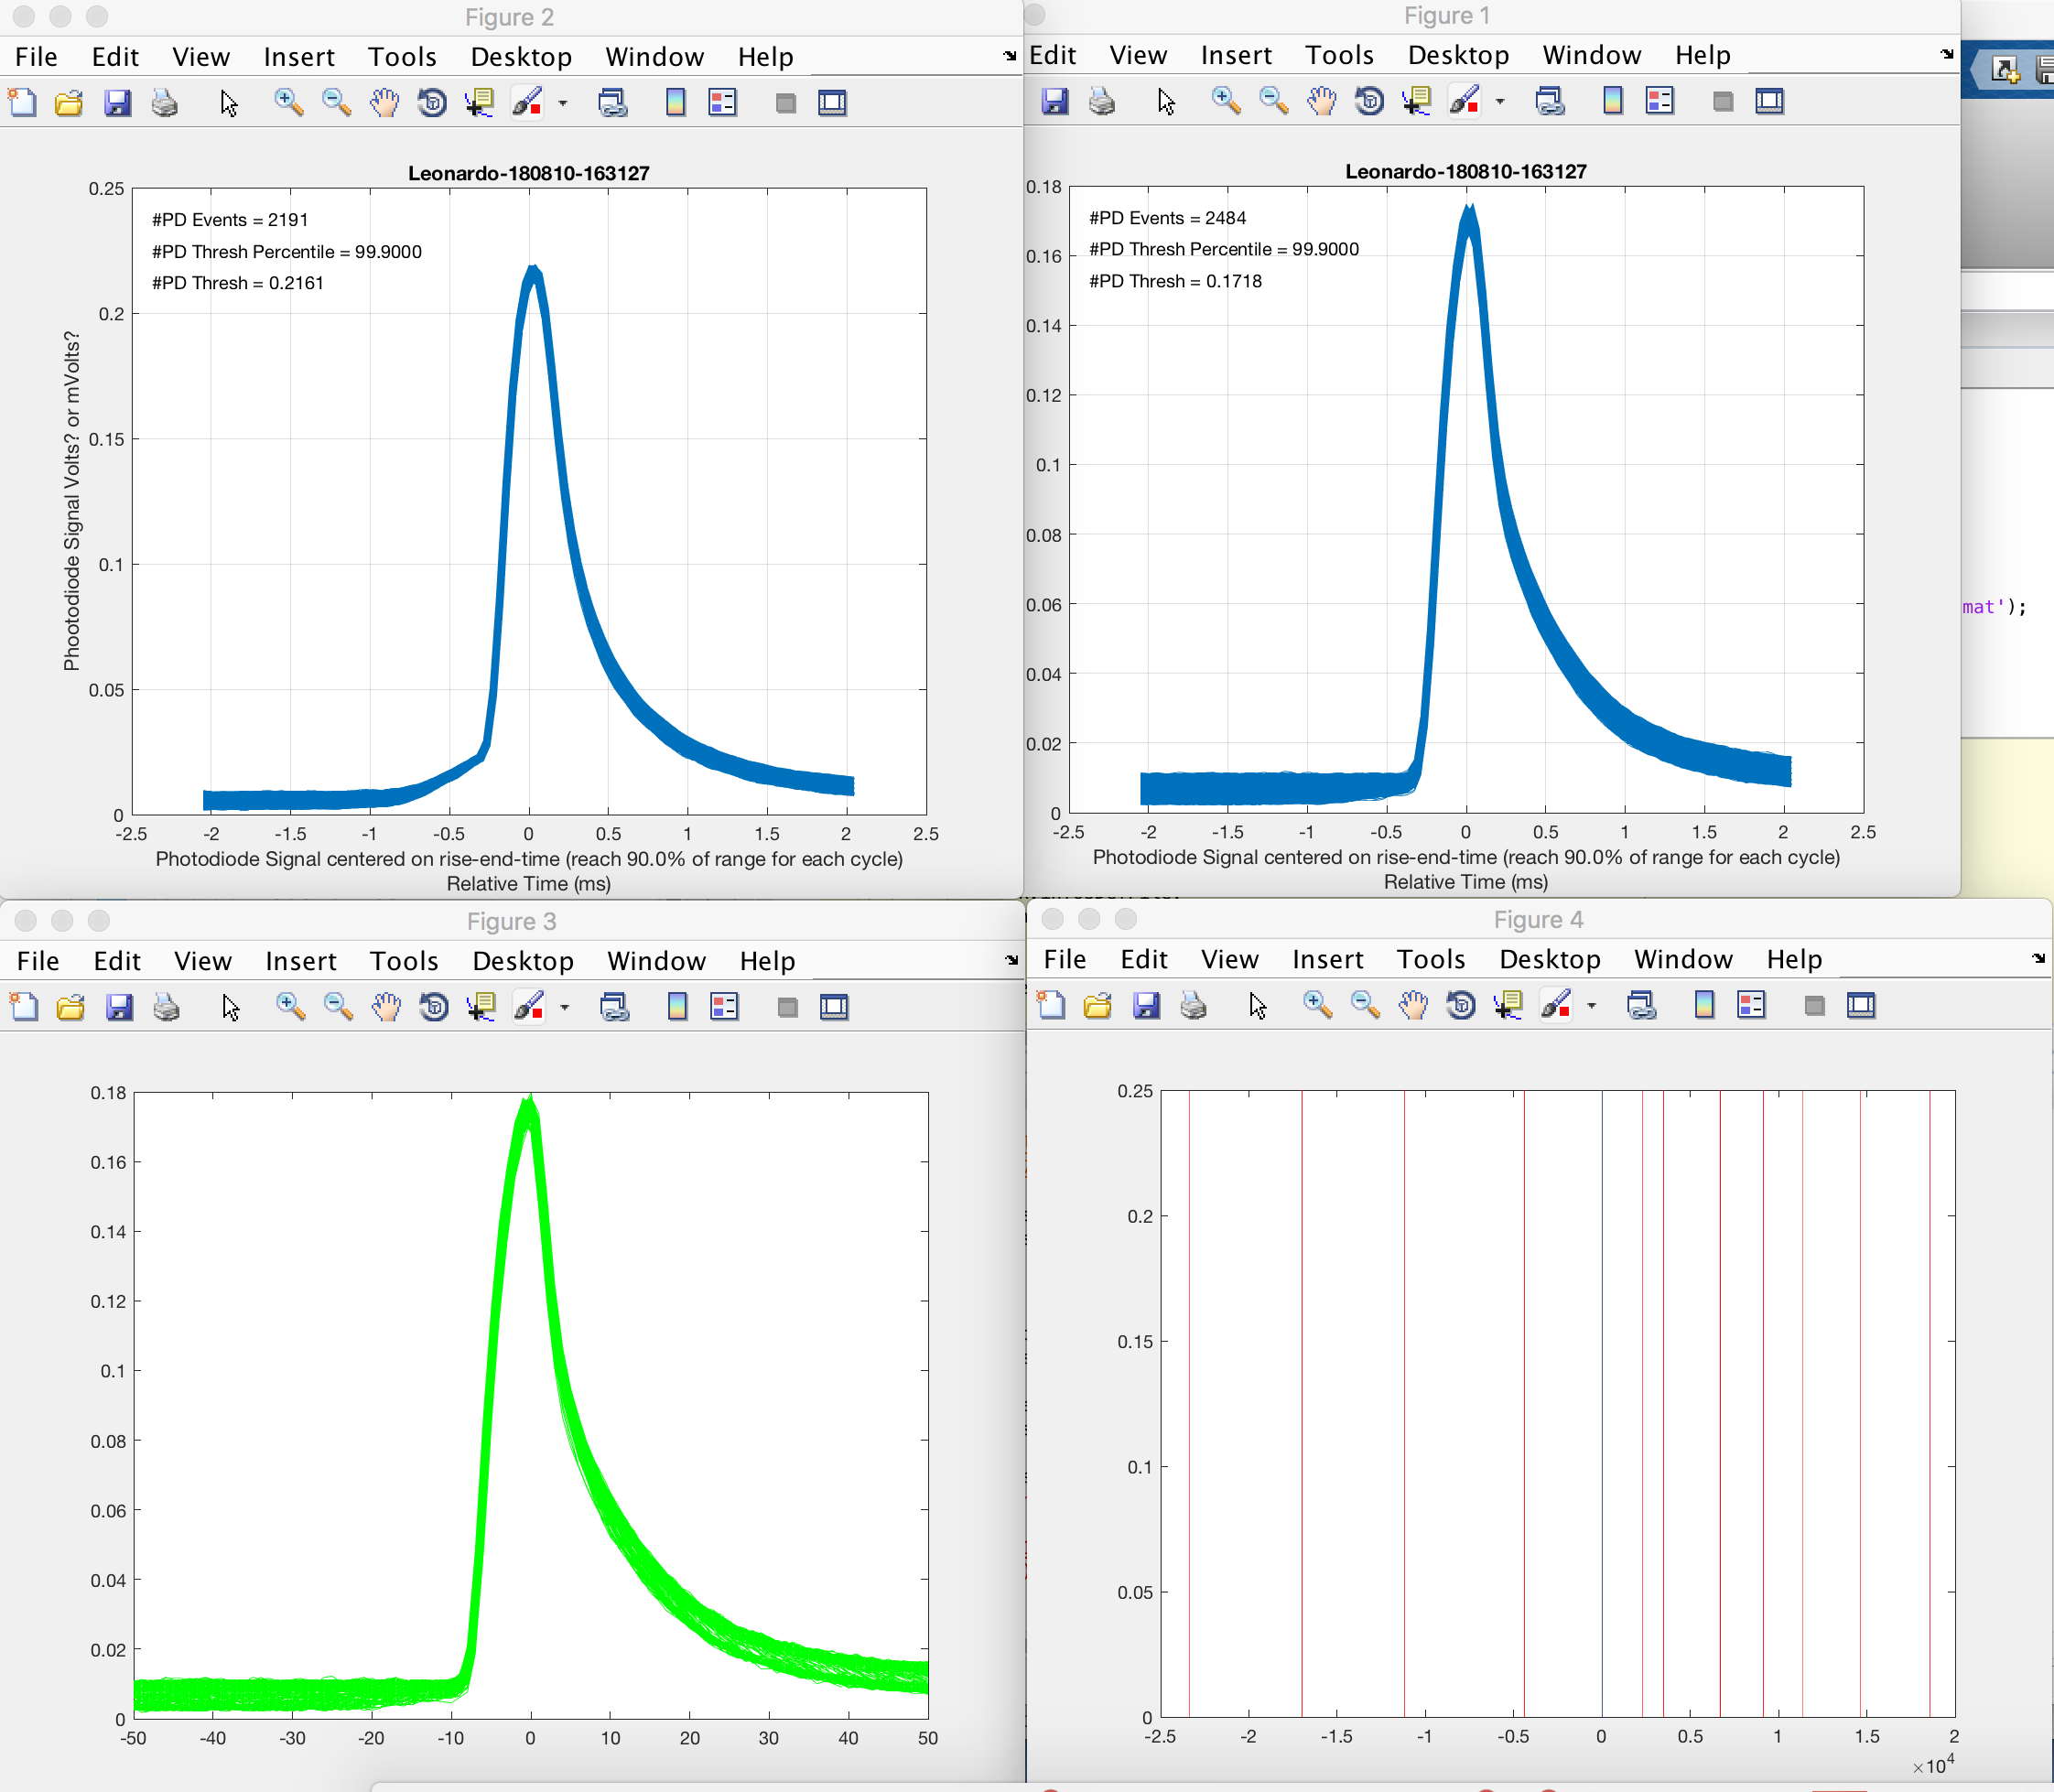 Figure 2
File Edit View Insert Tools Desktop Window Help
Leonardo-180810-163127
#PD Events = 2191
#PD Thresh Percentile = 99.9000
#PD Thresh = 0.2161
Phootodiode Signal Volts? or mVolts?
0.25
0.2
0.15
0.1
0.05
0
-2.5 -2 -1.5 -1 -0.5 0 0.5 1 1.5 2 2.5
Photodiode Signal centered on rise-end-time (reach 90.0% of range for each cycle)
Relative Time (ms)
Figure 1
Edit View Insert Tools Desktop Window Help
Leonardo-180810-163127
#PD Events = 2484
#PD Thresh Percentile = 99.9000
#PD Thresh = 0.1718
0.18
0.16
0.14
0.12
0.1
0.08
0.06
0.04
0.02
0
-2.5 -2 -1.5 -1 -0.5 0 0.5 1 1.5 2 2.5
Photodiode Signal centered on rise-end-time (reach 90.0% of range for each cycle)
Relative Time (ms)
mat');
Figure 3
File Edit View Insert Tools Desktop Window Help
0.18
0.16
0.14
0.12
0.1
0.08
0.06
0.04
0.02
0
-50 -40 -30 -20 -10 0 10 20 30 40 50
Figure 4
File Edit View Insert Tools Desktop Window Help
0.25
0.2
0.15
0.1
0.05
0
-2.5 -2 -1.5 -1 -0.5 0 0.5 1 1.5 2
×10⁴